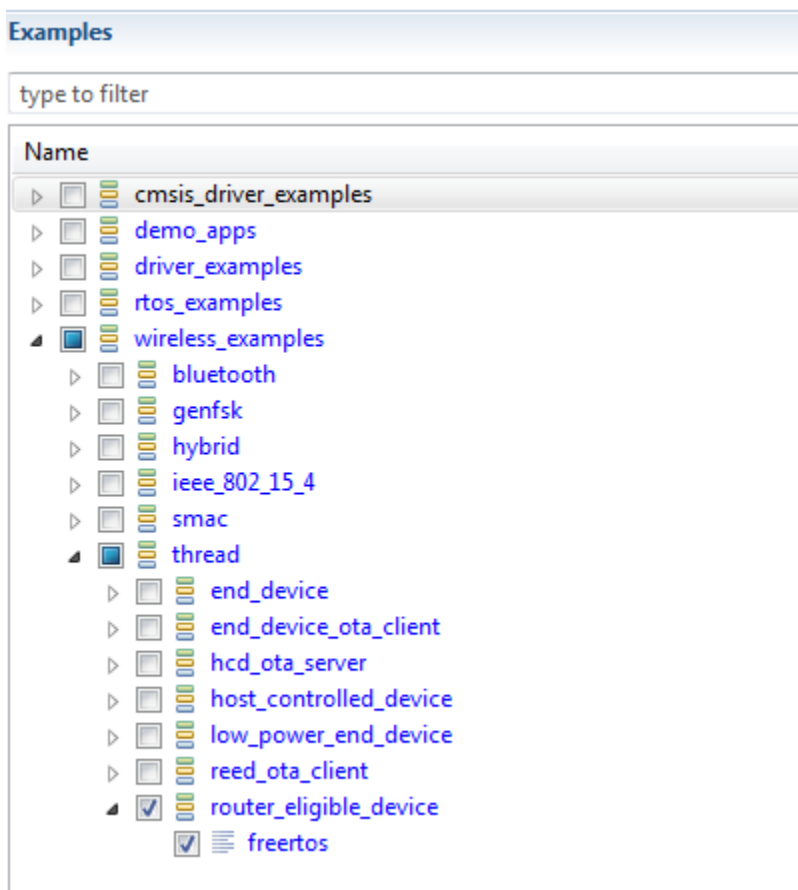 Examples
type to filter
Name
cmsis_driver_examples
demo_apps
driver_examples
rtos_examples
wireless_examples
bluetooth
genfsk
hybrid
ieee_802_15_4
smac
thread
end_device
end_device_ota_client
hcd_ota_server
host_controlled_device
low_power_end_device
reed_ota_client
router_eligible_device
freertos